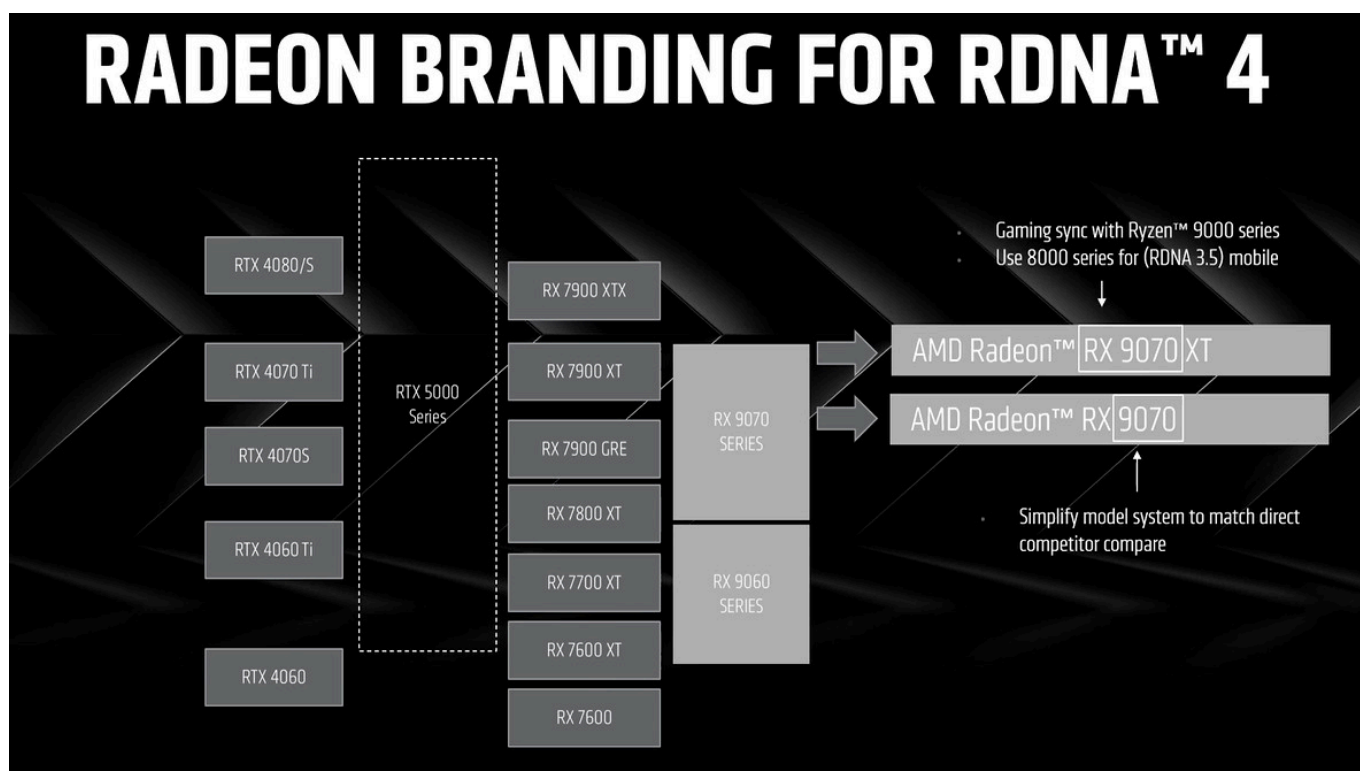 RADEON BRANDING FOR RDNA™ 4
RTX 4080/S
RTX 4070 Ti
RTX 4070S
RTX 4060 Ti
RTX 4060
RTX 5000
Series
RX 7900 XTX
RX 7900 XT
RX 7900 GRE
RX 7800 XT
RX 7700 XT
RX 7600 XT
RX 7600
RX 9070
SERIES
RX 9060
SERIES
• Gaming sync with Ryzen™ 9000 series
• Use 8000 series for (RDNA 3.5) mobile
AMD Radeon™ RX 9070 XT
AMD Radeon™ RX 9070
• Simplify model system to match direct
competitor compare